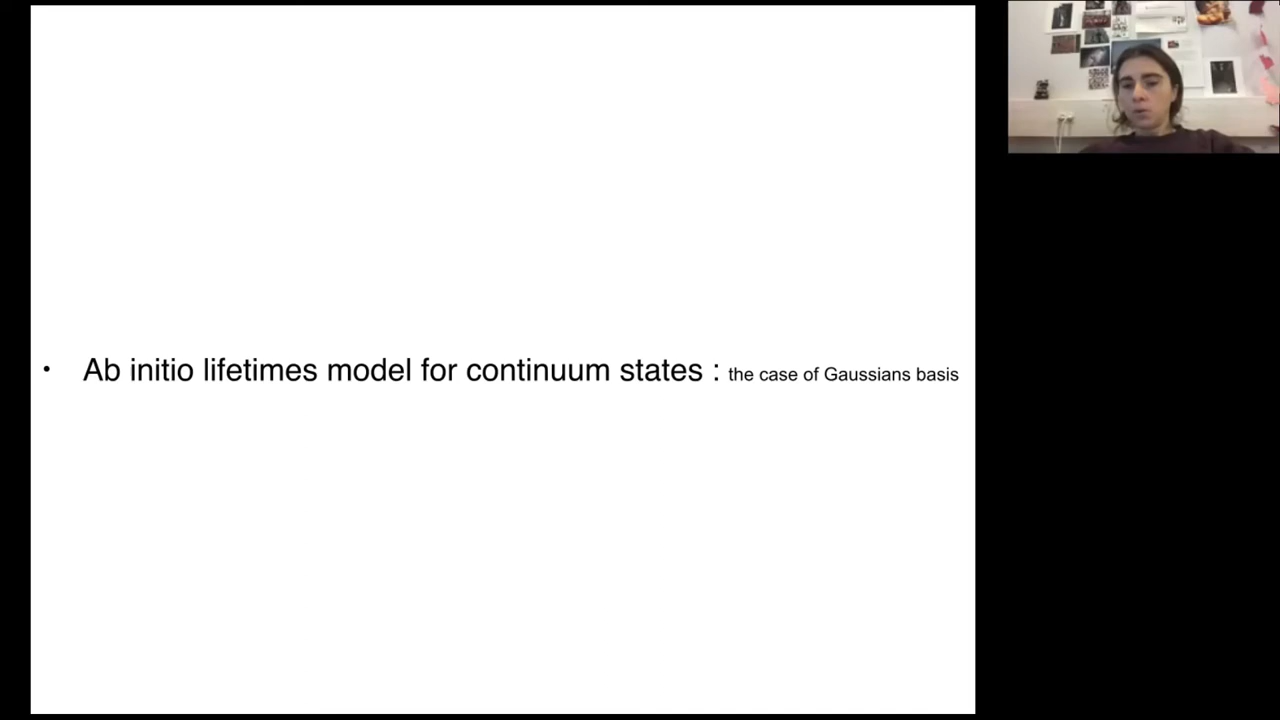 • Ab initio lifetimes model for continuum states : the case of Gaussians basis